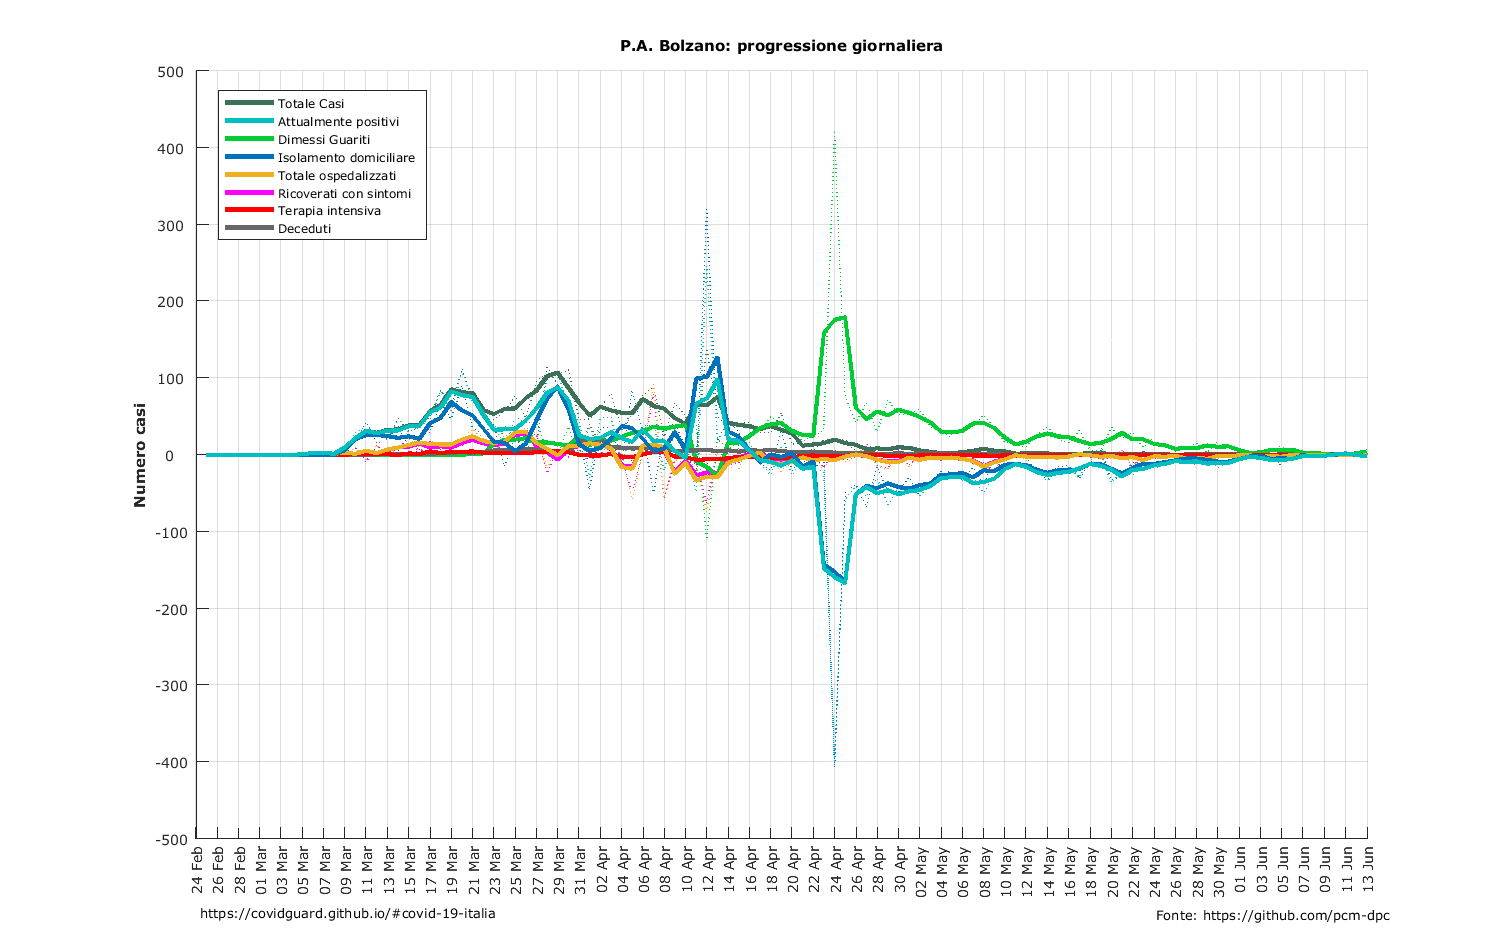 P.A. Bolzano: progressione giornaliera
500
400
300
200
100
0
-100
-200
-300
-400
-500
Numero casi
Totale Casi
Attualmente positivi
Dimessi Guariti
Isolamento domiciliare
Totale ospedalizzati
Ricoverati con sintomi
Terapia intensiva
Deceduti
24 Feb
26 Feb
28 Feb
01 Mar
03 Mar
05 Mar
07 Mar
09 Mar
11 Mar
13 Mar
15 Mar
17 Mar
19 Mar
21 Mar
23 Mar
25 Mar
27 Mar
29 Mar
31 Mar
02 Apr
04 Apr
06 Apr
08 Apr
10 Apr
12 Apr
14 Apr
16 Apr
18 Apr
20 Apr
22 Apr
24 Apr
26 Apr
28 Apr
30 Apr
02 May
04 May
06 May
08 May
10 May
12 May
14 May
16 May
18 May
20 May
22 May
24 May
26 May
28 May
30 May
01 Jun
03 Jun
05 Jun
07 Jun
09 Jun
11 Jun
13 Jun
https://covidguard.github.io/#covid-19-italia
Fonte: https://github.com/pcm-dpc